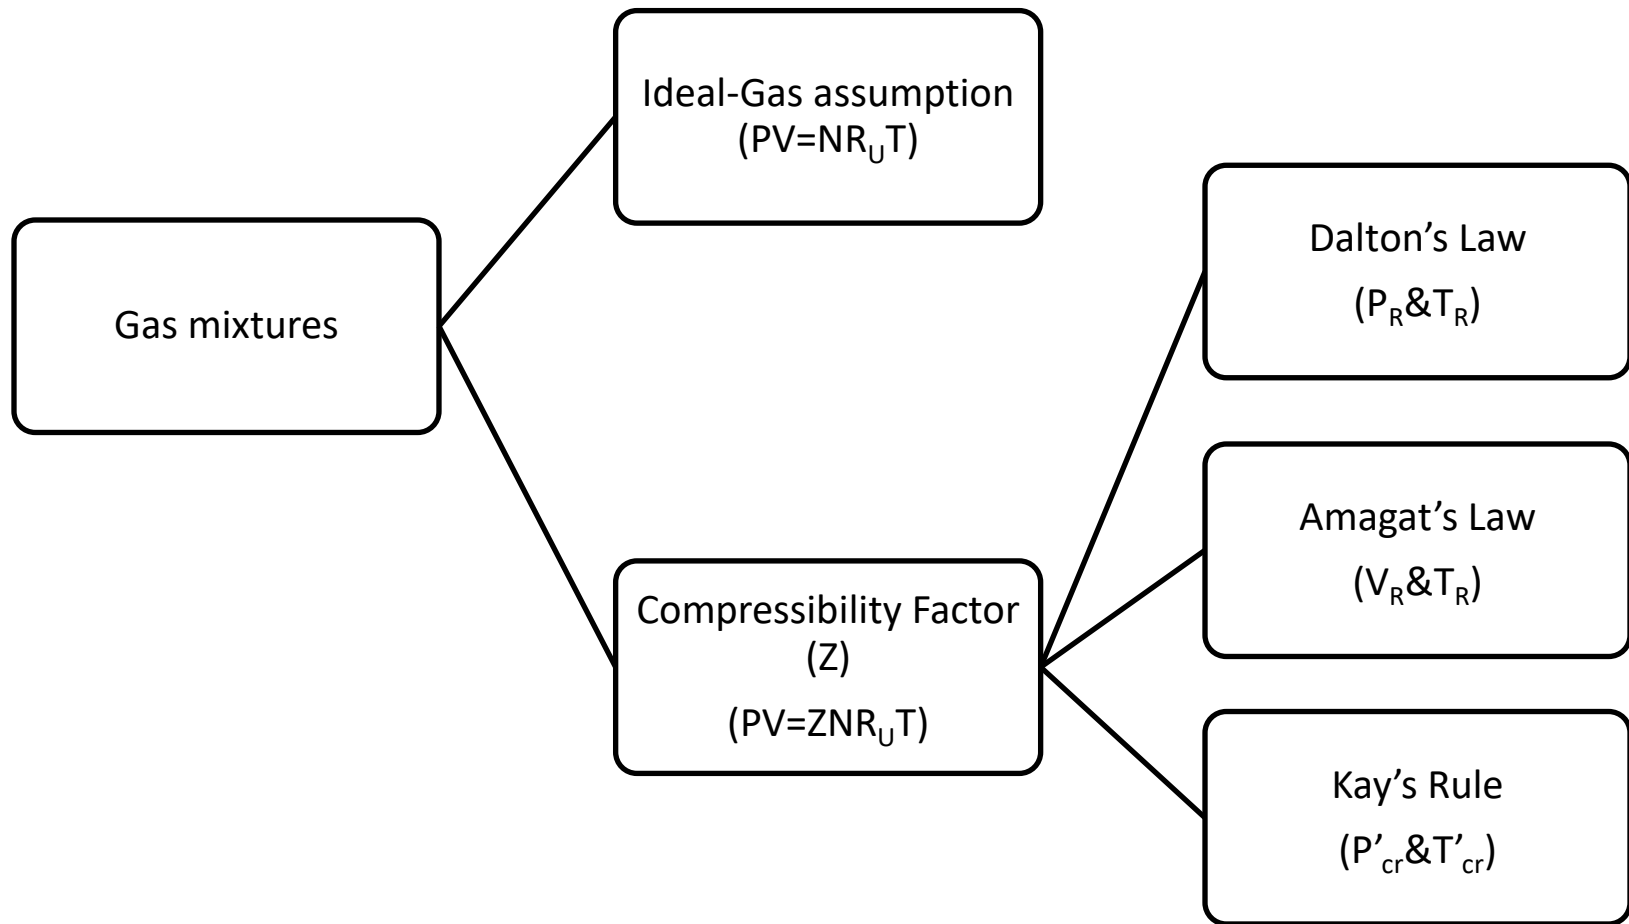 Gas mixtures
Ideal-Gas assumption
(PV=NR_UT)
Compressibility Factor
(Z)
(PV=ZNR_UT)
Dalton’s Law
(P_R&T_R)
Amagat’s Law
(V_R&T_R)
Kay’s Rule
(P’_cr&T’_cr)